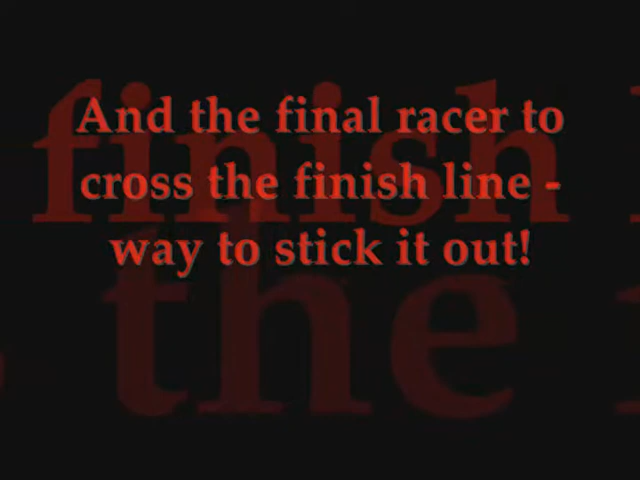 And the final racer to
cross the finish line -
way to stick it out!
finish
the